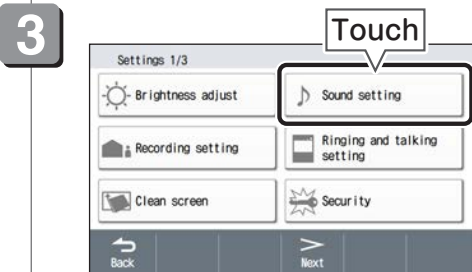 3
Touch
Settings 1/3
Brightness adjust
Sound setting
Recording setting
Ringing and talking
setting
Clean screen
Security
Back
Next